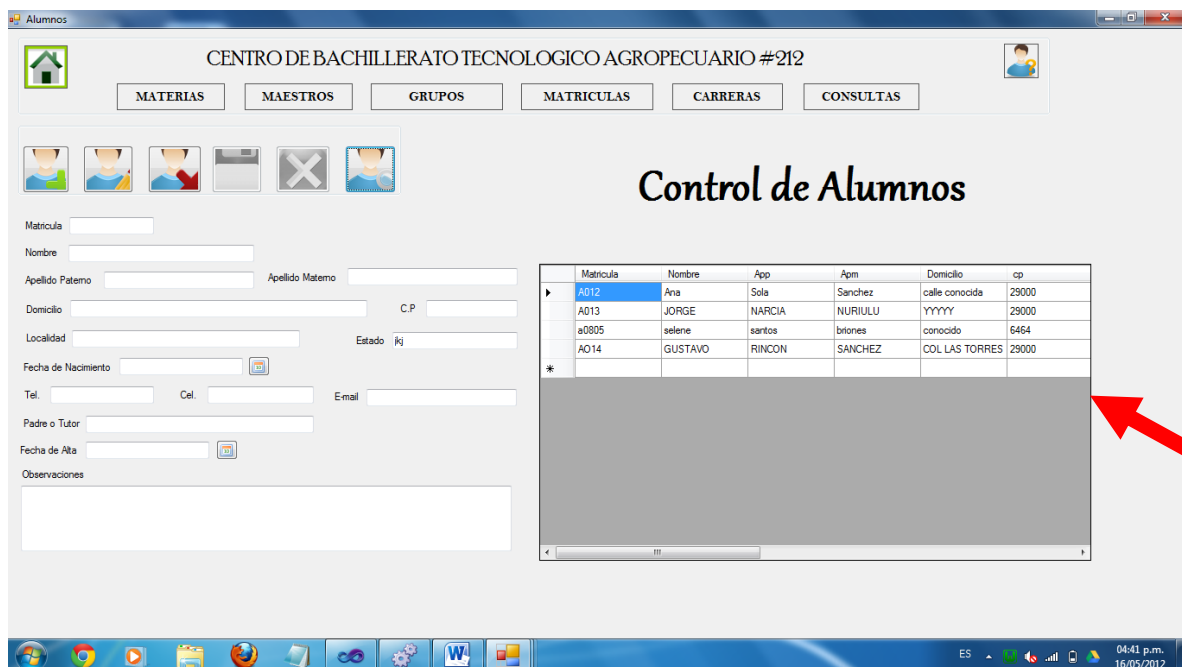 Alumnos
CENTRO DE BACHILLERATO TECNOLOGICO AGROPECUARIO #212
MATERIAS MAESTROS GRUPOS MATRICULAS CARRERAS CONSULTAS
Control de Alumnos
Matricula
Nombre
Apellido Paterno Apellido Materno
Domicilio C.P
Localidad Estado jkj
Fecha de Nacimiento
Tel. Cel. E-mail
Padre o Tutor
Fecha de Alta
Observaciones
Matricula Nombre App Apm Domicilio cp
A012 Ana Sola Sanchez calle conocida 29000
A013 JORGE NARCIA NURIULU YYYYY 29000
a0805 selene santos briones conocido 6464
AO14 GUSTAVO RINCON SANCHEZ COL LAS TORRES 29000
ES 04:41 p.m.
16/05/2012